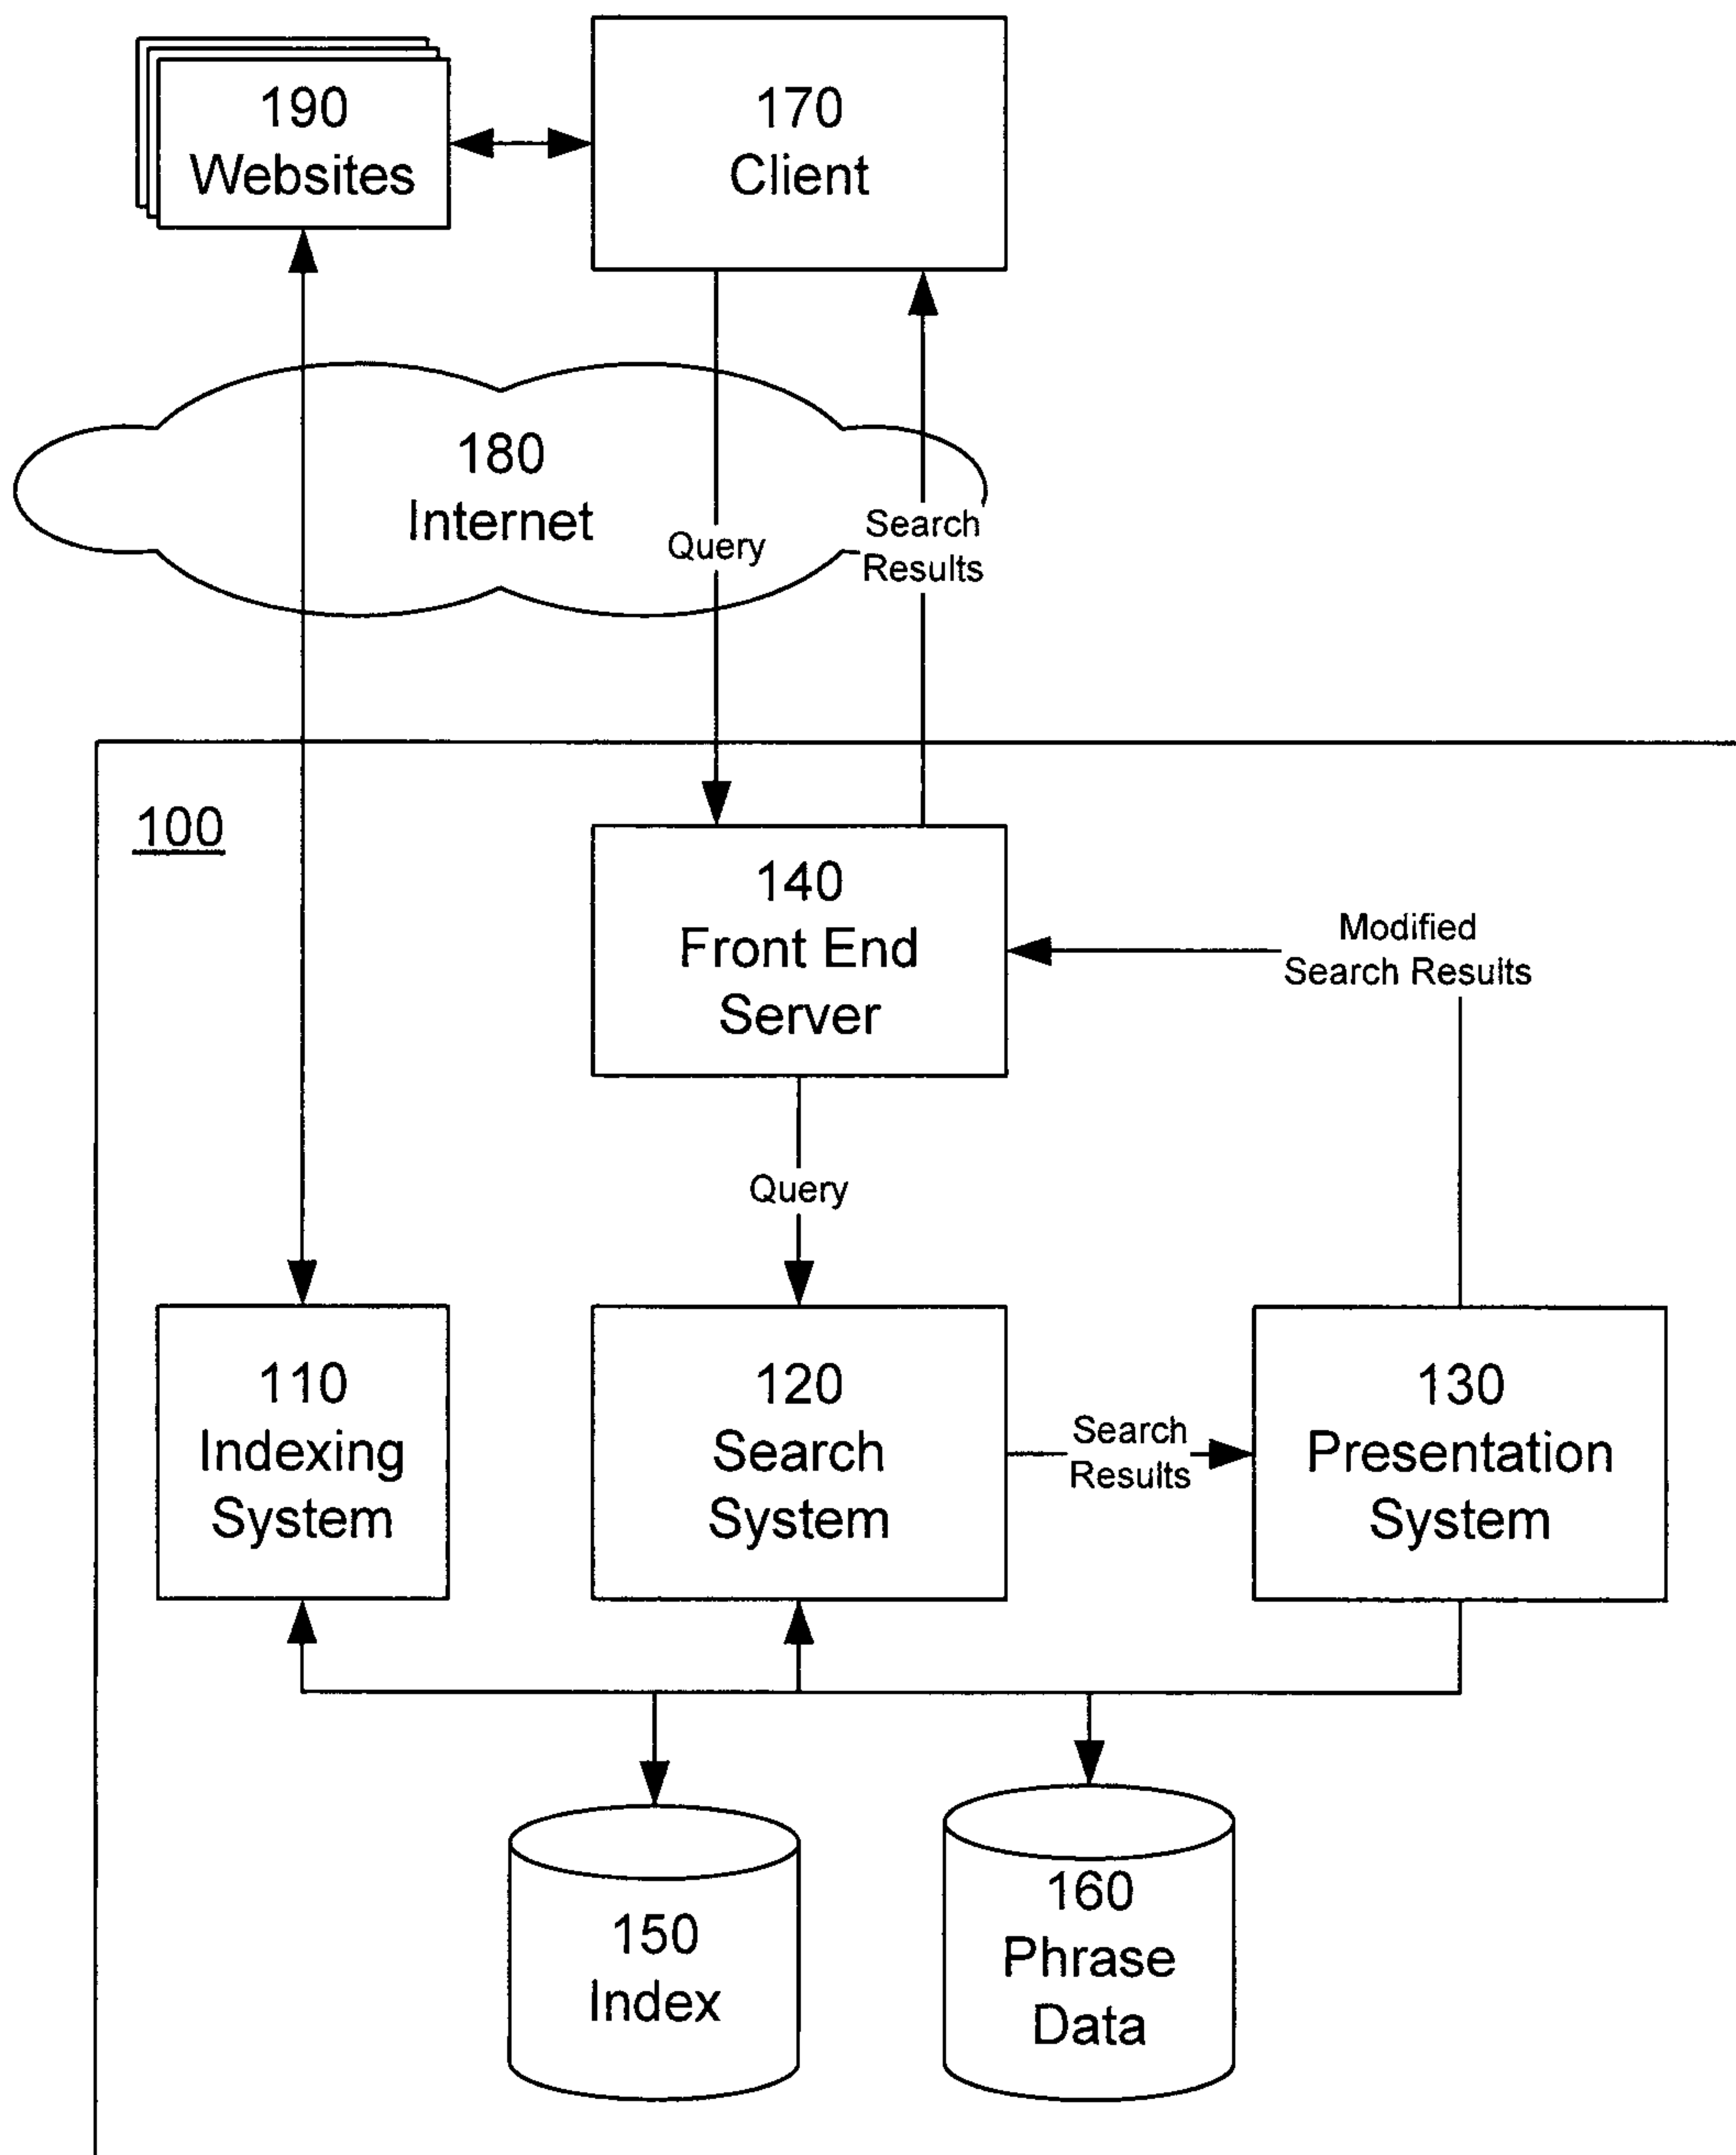 190
Websites
170
Client
180
Internet
Query
Search
Results
100
140
Front End
Server
Modified
Search Results
Query
110
Indexing
System
120
Search
System
Search
Results
130
Presentation
System
150
Index
160
Phrase
Data